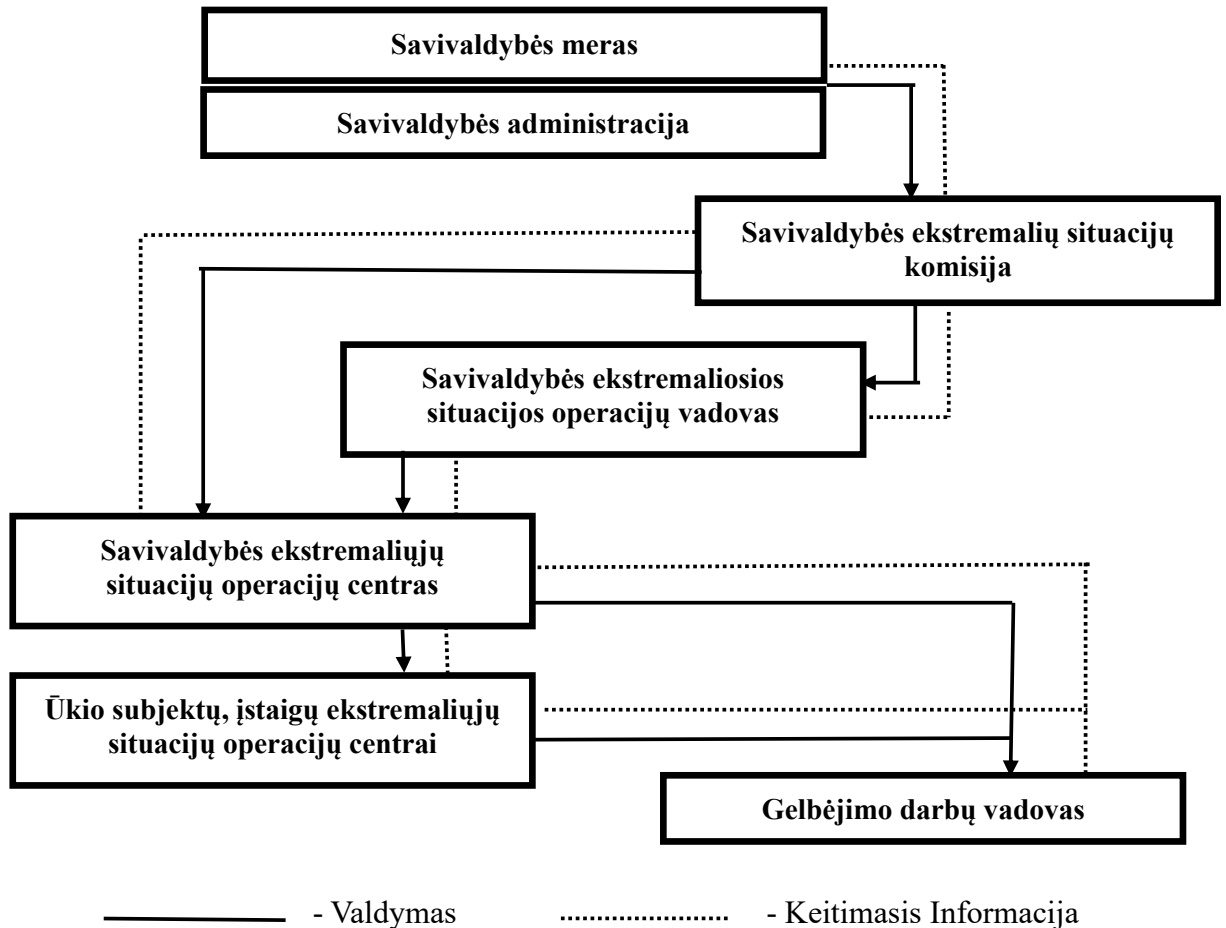 Savivaldybės meras
Savivaldybės administracija
Savivaldybės ekstremalių situacijų
komisija
Savivaldybės ekstremaliosios
situacijos operacijų vadovas
Savivaldybės ekstremaliųjų
situacijų operacijų centras
Ūkio subjektų, įstaigų ekstremaliųjų
situacijų operacijų centrai
Gelbėjimo darbų vadovas
- Valdymas
- Keitimasis Informacija